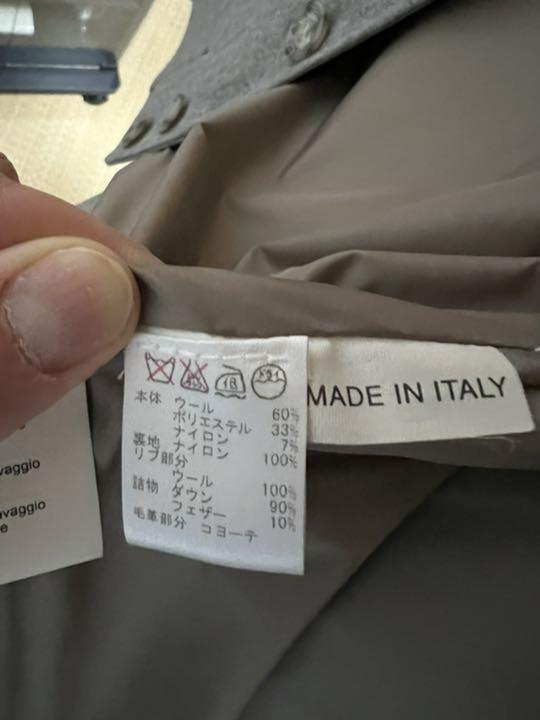 本体 ウール 60%
ポリエステル 33%
ナイロン 7%
裏地 ナイロン 100%
リブ部分
ウール 100%
詰物 ダウン 90%
フェザー 10%
毛革部分 コヨーテ
MADE IN ITALY
vaggio
avaggio
e